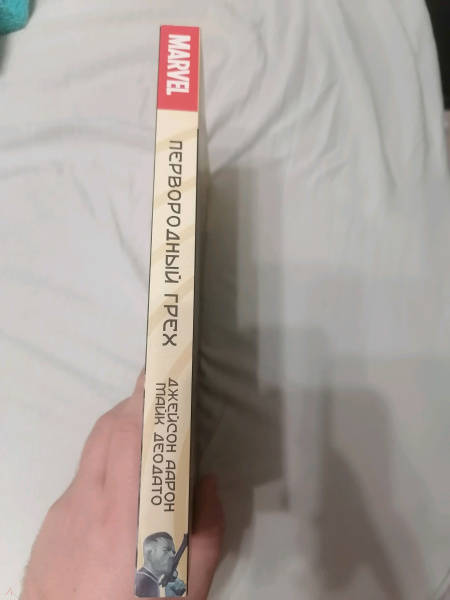 MARVEL
ПЕРВОРОДНЫЙ ГРЕХ
ДЖЕЙСОН ААРОН
МАЙК ДЕОДАТО